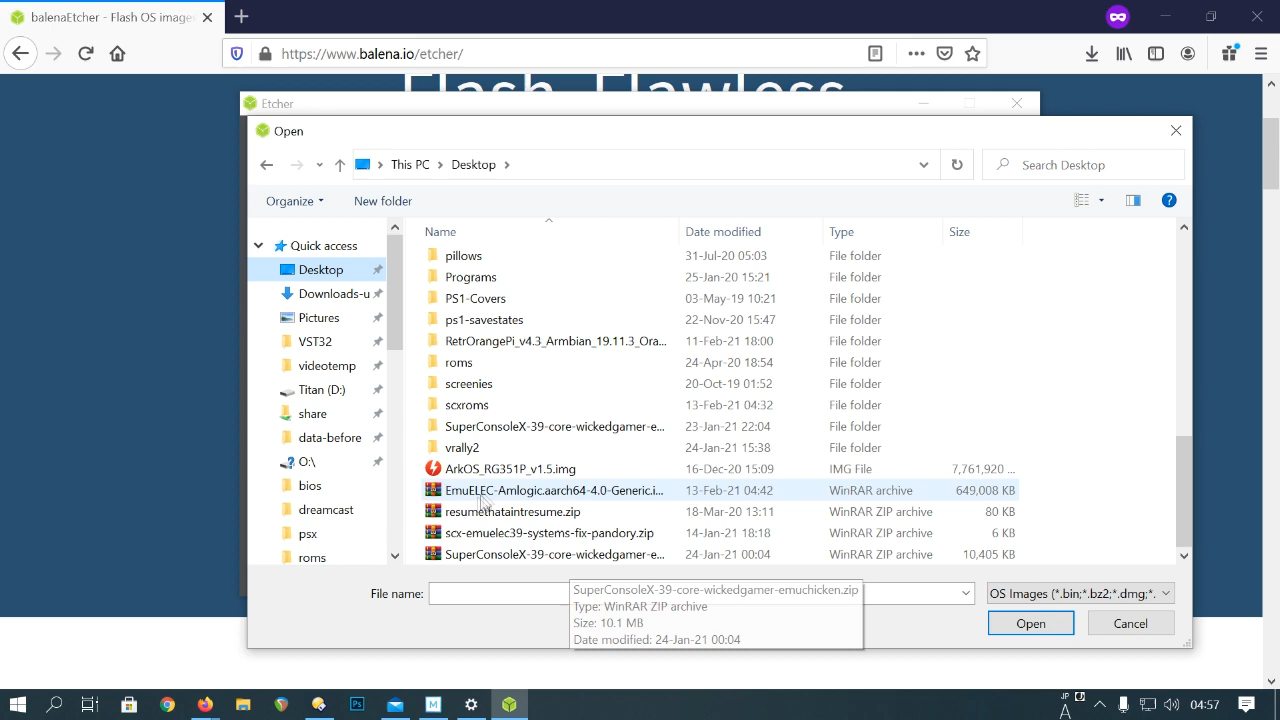 balenaEtcher - Flash OS image
https://www.balena.io/etcher/
Flash. Flawless.
Etcher
Open
This PC
Desktop
Search Desktop
Organize
New folder
Name
Date modified
Type
Size
Quick access
Desktop
Downloads-u
Pictures
VST32
videotemp
Titan (D:)
share
data-before
O:\
bios
dreamcast
psx
roms
pillows 31-Jul-20 05:03 File folder
Programs 25-Jan-20 15:21 File folder
PS1-Covers 03-May-19 10:21 File folder
ps1-savestates 22-Nov-20 15:47 File folder
RetrOrangePi_v4.3_Armbian_19.11.3_Ora... 11-Feb-21 18:00 File folder
roms 24-Apr-20 18:54 File folder
screenies 20-Oct-19 01:52 File folder
scxroms 13-Feb-21 04:32 File folder
SuperConsoleX-39-core-wickedgamer-e... 23-Jan-21 22:04 File folder
vrally2 24-Jan-21 15:38 File folder
ArkOS_RG351P_v1.5.img 16-Dec-20 15:09 IMG File 7,761,920 ...
EmuELEC-Amlogic.aarch64-4.0-Generic.i... 13-Feb-21 04:42 WinRAR archive 649,008 KB
resumethataintresume.zip 18-Mar-20 13:11 WinRAR ZIP archive 80 KB
scx-emuelec39-systems-fix-pandory.zip 14-Jan-21 18:18 WinRAR ZIP archive 6 KB
SuperConsoleX-39-core-wickedgamer-e... 24-Jan-21 00:04 WinRAR ZIP archive 10,405 KB
SuperConsoleX-39-core-wickedgamer-emuchicken.zip
Type: WinRAR ZIP archive
Size: 10.1 MB
Date modified: 24-Jan-21 00:04
File name:
OS Images (*.bin;*.bz2;*.dmg;*.
Open
Cancel
JP
A
04:57